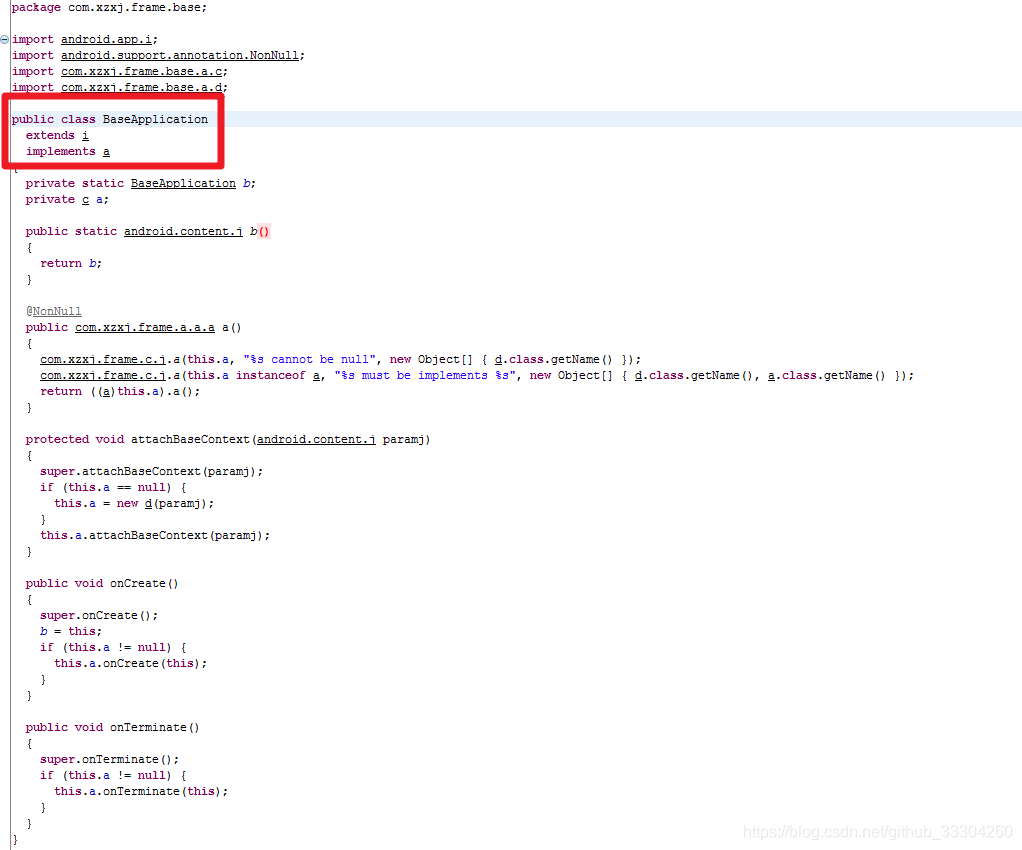 package com.xzxj.frame.base;
import android.app.i;
import android.support.annotation.NonNull;
import com.xzxj.frame.base.a.c;
import com.xzxj.frame.base.a.d;
public class BaseApplication
  extends i
  implements a
{
  private static BaseApplication b;
  private c a;
  public static android.content.j b()
  {
    return b;
  }
  @NonNull
  public com.xzxj.frame.a.a.a a()
  {
    com.xzxj.frame.c.j.a(this.a, "%s cannot be null", new Object[] { d.class.getName() });
    com.xzxj.frame.c.j.a(this.a instanceof a, "%s must be implements %s", new Object[] { d.class.getName(), a.class.getName() });
    return ((a)this.a).a();
  }
  protected void attachBaseContext(android.content.j paramj)
  {
    super.attachBaseContext(paramj);
    if (this.a == null) {
      this.a = new d(paramj);
    }
    this.a.attachBaseContext(paramj);
  }
  public void onCreate()
  {
    super.onCreate();
    b = this;
    if (this.a != null) {
      this.a.onCreate(this);
    }
  }
  public void onTerminate()
  {
    super.onTerminate();
    if (this.a != null) {
      this.a.onTerminate(this);
    }
  }
}
https://blog.csdn.net/github_33304260